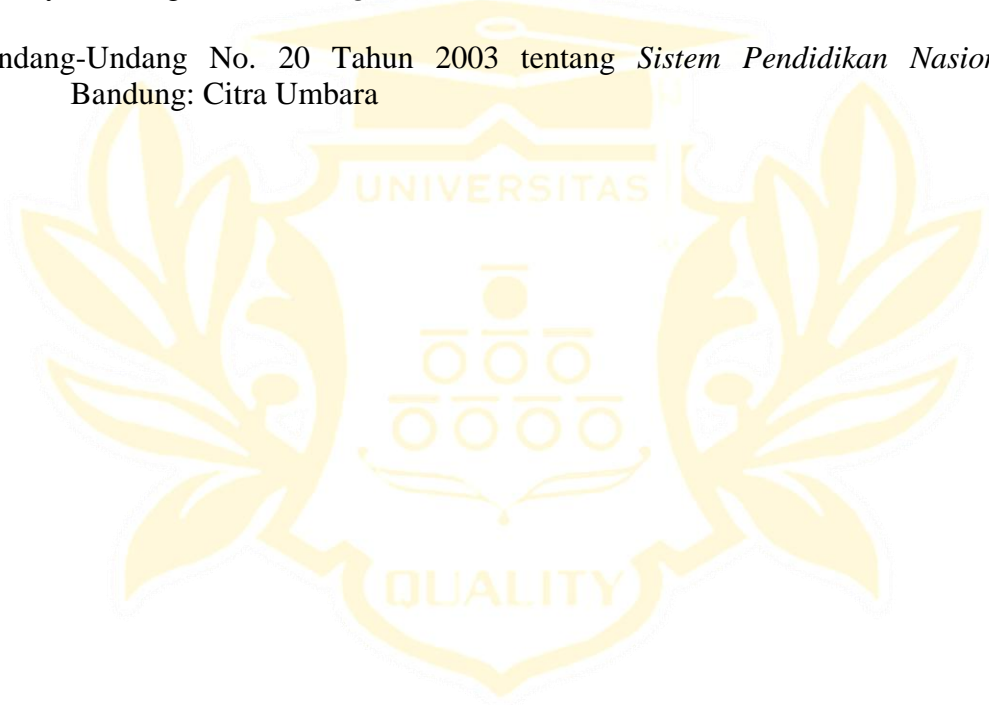 ndang-Undang No. 20 Tahun 2003 tentang Sistem Pendidikan Nasion
Bandung: Citra Umbara
UNIVERSITAS
QUALITY